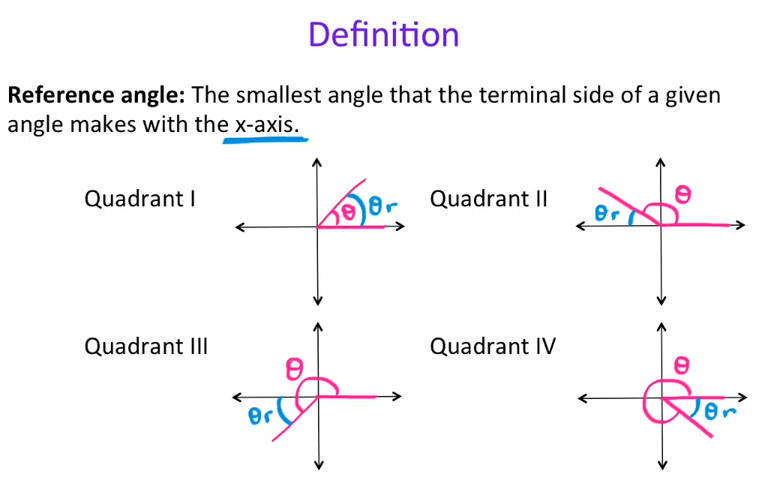 Definition
Reference angle: The smallest angle that the terminal side of a given
angle makes with the x-axis.
Quadrant I
θ θr
Quadrant II
θ
θr
Quadrant III
θ
θr
Quadrant IV
θ
θr